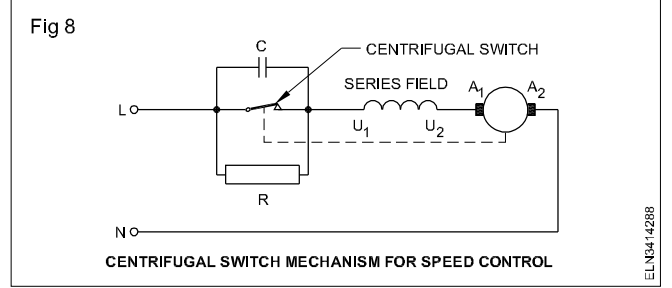 Fig 8
C
CENTRIFUGAL SWITCH
SERIES FIELD
A1
A2
L
U1
U2
R
N
CENTRIFUGAL SWITCH MECHANISM FOR SPEED CONTROL
ELN3414288